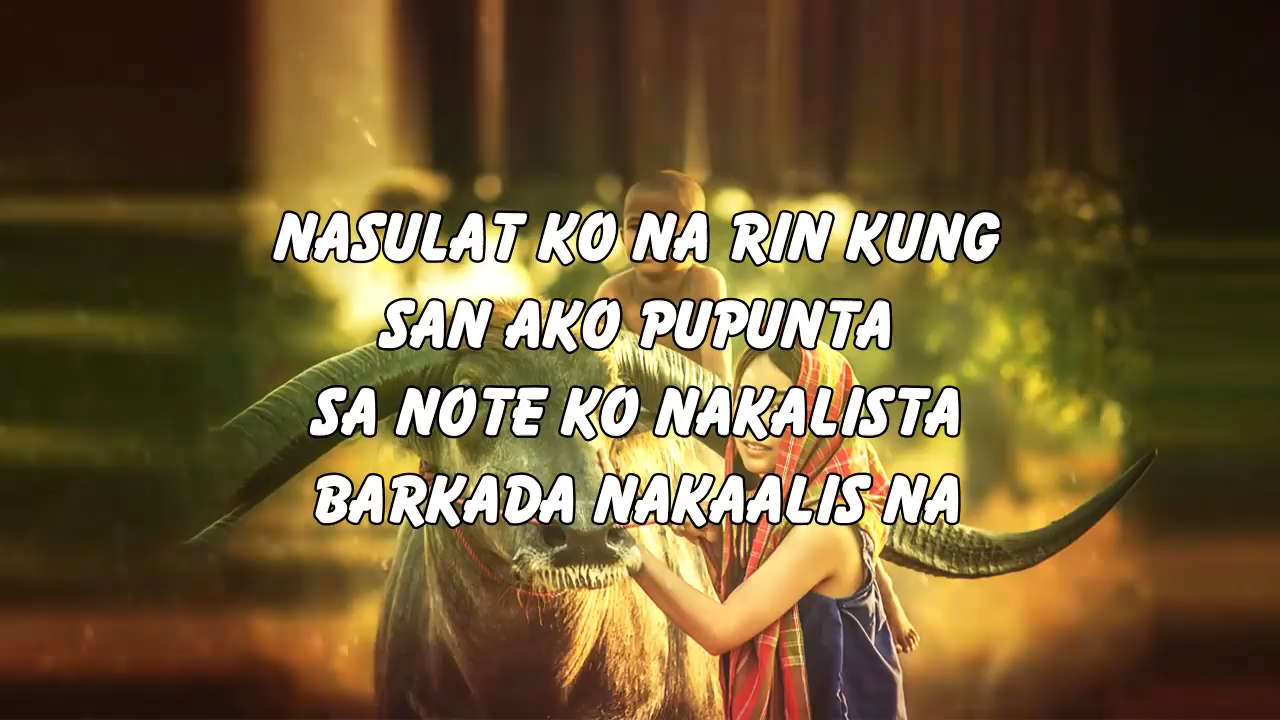 NASULAT KO NA RIN KUNG
SAN AKO PUPUNTA
SA NOTE KO NAKALISTA
BARKADA NAKAALIS NA